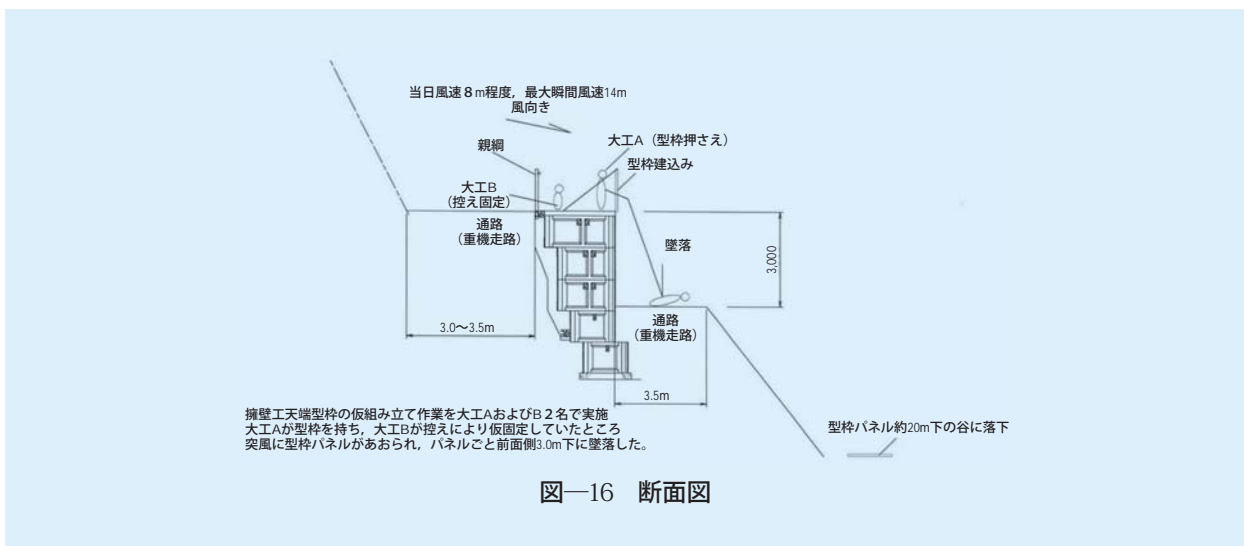 当日風速８m程度，最大瞬間風速14m
風向き
大工A（型枠押さえ）
親綱
型枠建込み
大工B
（控え固定）
通路
（重機走路）
墜落
3,000
通路
（重機走路）
3.0〜3.5m
3.5m
擁壁工天端型枠の仮組み立て作業を大工AおよびB２名で実施
大工Aが型枠を持ち，大工Bが控えにより仮固定していたところ
突風に型枠パネルがあおられ，パネルごと前面側3.0m下に墜落した。
型枠パネル約20m下の谷に落下
図―16　断面図